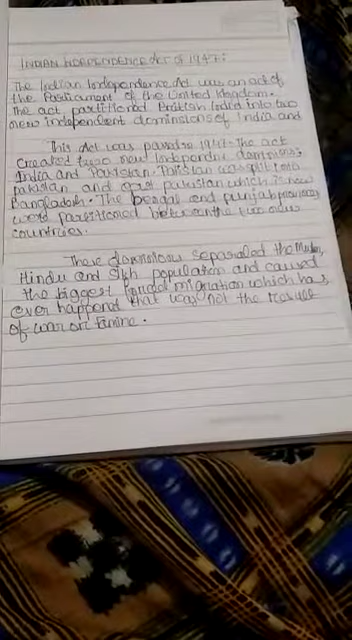 INDIAN INDEPENDENCE ACT OF 1947:
The Indian Independence Act was an act of
the Parliament of the United Kingdom.
The act partitioned British India into two
new independent dominions of India and
This Act was passed in 1947. The act
created two new independent dominions;
India and Pakistan. Pakistan was split into
pakistan and east pakistan which is now
Bangladesh. The bengal and punjab provinces
were partitioned between the two new
countries.
These dominions separated the Muslim,
Hindu and Sikh population and caused
the biggest forced migration which has
ever happend that was not the result
of war or famine.